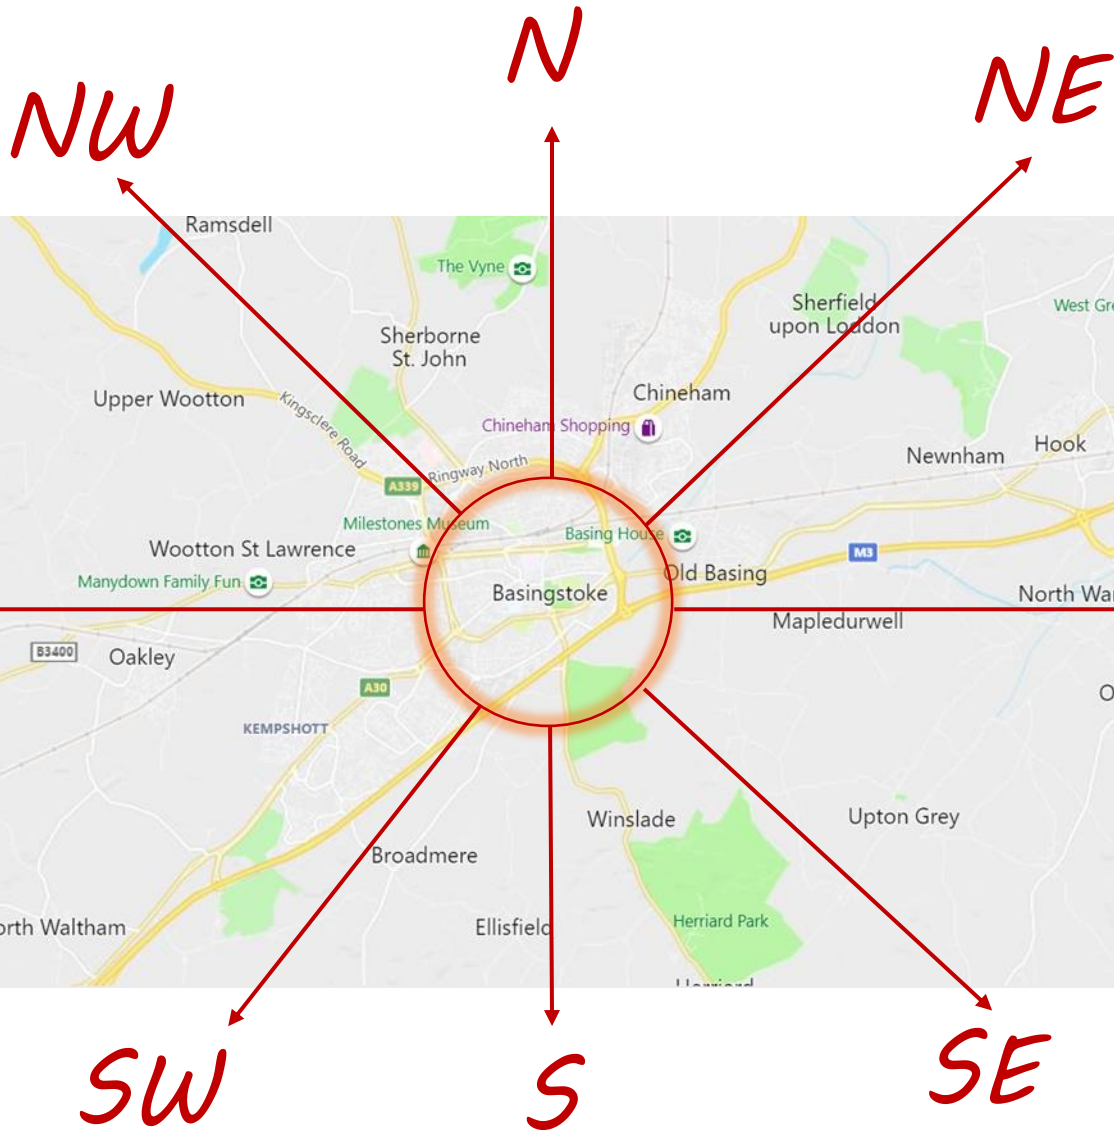 N
NE
NW
Ramsdell
The Vyne
Sherfield
upon Loddon
West Gre
Sherborne
St. John
Chineham
Upper Wootton
Kingsclere Road
Chineham Shopping
Hook
Newnham
Ringway North
A339
Milestones Museum
Basing House
Wootton St Lawrence
M3
Old Basing
Manydown Family Fun
Basingstoke
North War
Mapledurwell
B3400
Oakley
A30
O
KEMPSHOTT
Winslade
Upton Grey
Broadmere
Herriard Park
orth Waltham
Ellisfield
Herriard
SW
S
SE